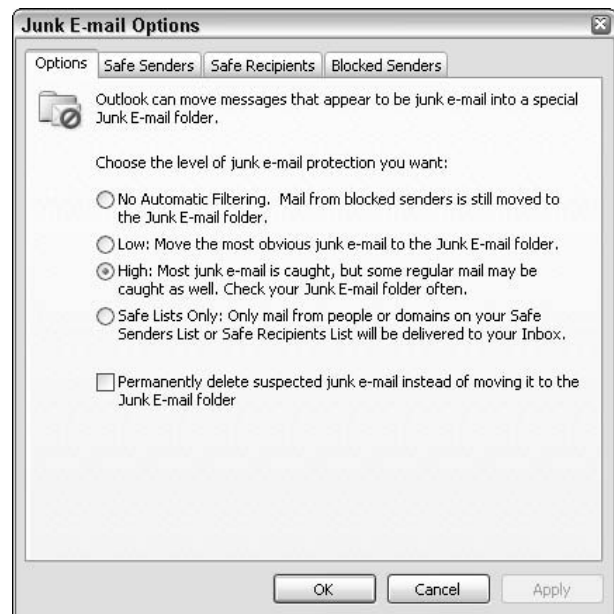 Junk E-mail Options
Options
Safe Senders
Safe Recipients
Blocked Senders
Outlook can move messages that appear to be junk e-mail into a special
Junk E-mail folder.
Choose the level of junk e-mail protection you want:
No Automatic Filtering. Mail from blocked senders is still moved to
the Junk E-mail folder.
Low: Move the most obvious junk e-mail to the Junk E-mail folder.
High: Most junk e-mail is caught, but some regular mail may be
caught as well. Check your Junk E-mail folder often.
Safe Lists Only: Only mail from people or domains on your Safe
Senders List or Safe Recipients List will be delivered to your Inbox.
Permanently delete suspected junk e-mail instead of moving it to the
Junk E-mail folder
OK
Cancel
Apply